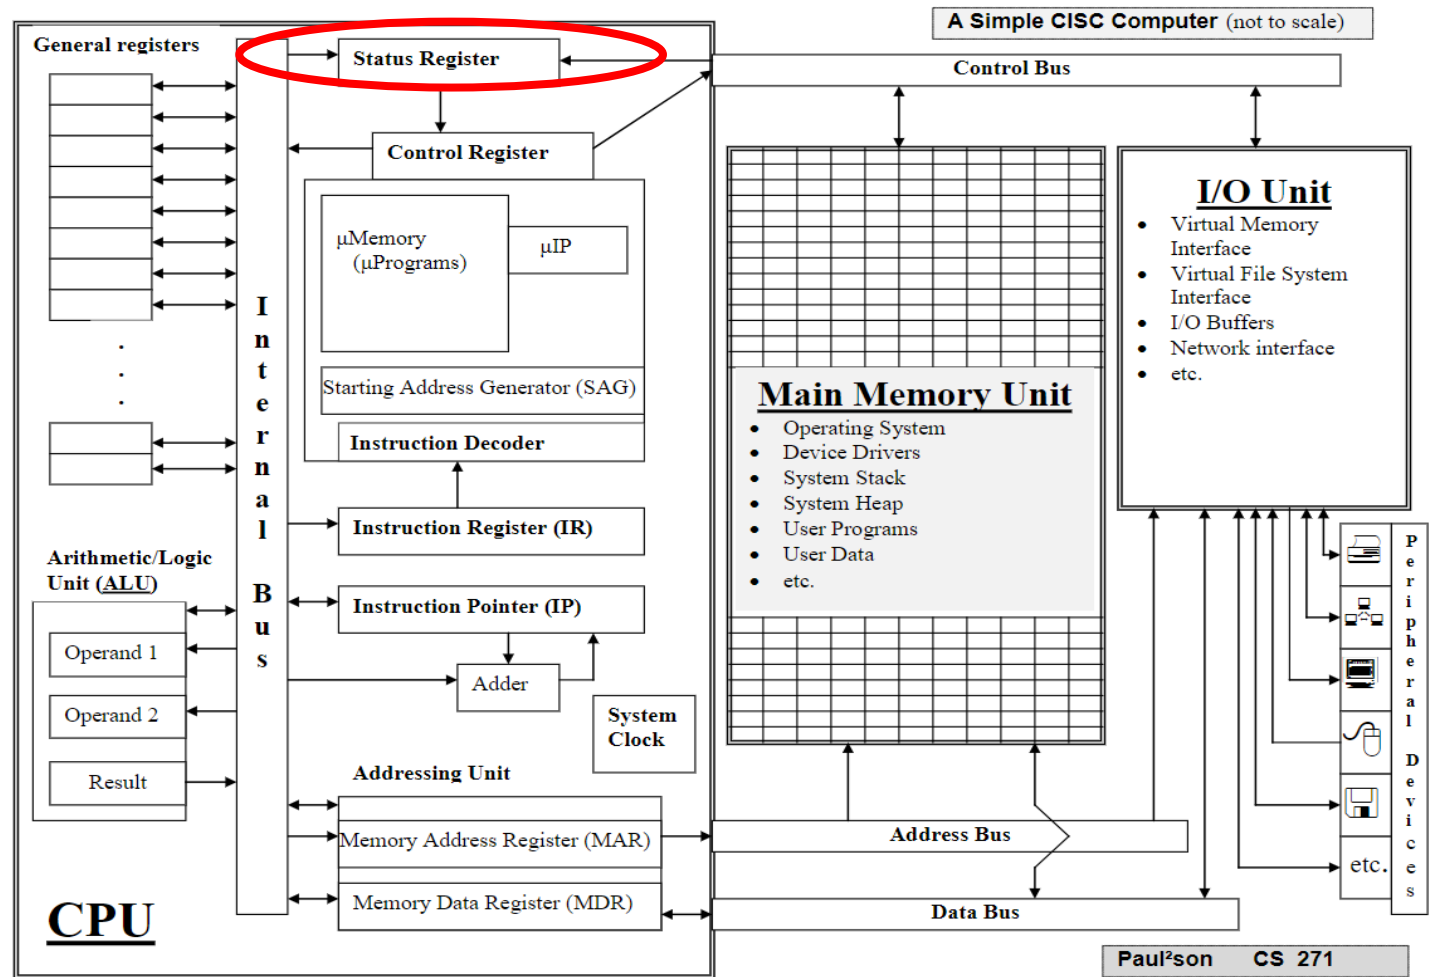 A Simple CISC Computer (not to scale)
General registers
Status Register
Control Bus
Control Register
μMemory
(μPrograms)
μIP
Starting Address Generator (SAG)
Instruction Decoder
Instruction Register (IR)
Instruction Pointer (IP)
Adder
System
Clock
Internal Bus
.
.
.
Arithmetic/Logic
Unit (ALU)
Operand 1
Operand 2
Result
Addressing Unit
Memory Address Register (MAR)
Memory Data Register (MDR)
CPU
Main Memory Unit
• Operating System
• Device Drivers
• System Stack
• System Heap
• User Programs
• User Data
• etc.
I/O Unit
• Virtual Memory
Interface
• Virtual File System
Interface
• I/O Buffers
• Network interface
• etc.
Peripheral Devices
etc.
Address Bus
Data Bus
Paul²son CS 271